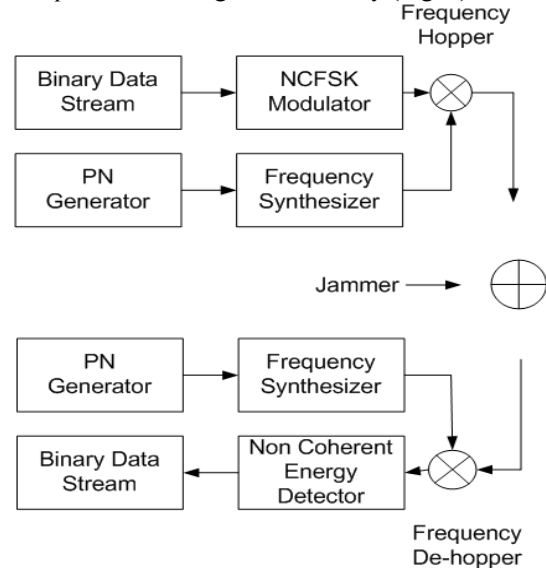 Frequency
Hopper
Binary Data
Stream
NCFSK
Modulator
PN
Generator
Frequency
Synthesizer
Jammer
PN
Generator
Frequency
Synthesizer
Binary Data
Stream
Non Coherent
Energy
Detector
Frequency
De-hopper